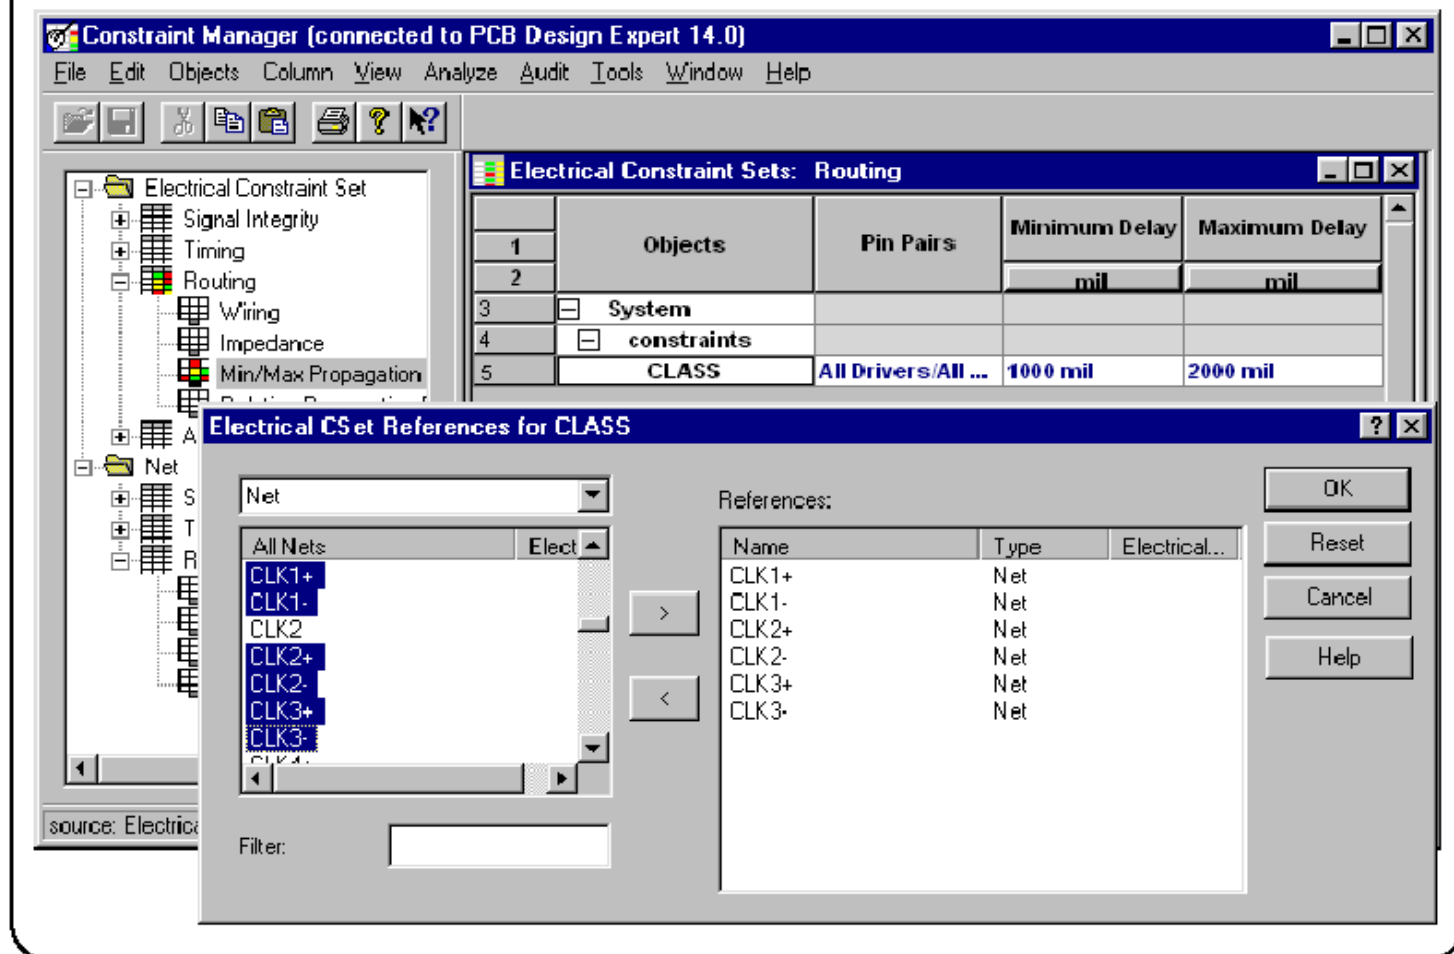 Constraint Manager (connected to PCB Design Expert 14.0)
File Edit Objects Column View Analyze Audit Tools Window Help
Electrical Constraint Set
Signal Integrity
Timing
Routing
Wiring
Impedance
Min/Max Propagation
A
Net
S
T
R
source: Electrica
Electrical Constraint Sets: Routing
Objects Pin Pairs Minimum Delay Maximum Delay
1
2 mil mil
3 System
4 constraints
5 CLASS All Drivers/All ... 1000 mil 2000 mil
Electrical CSet References for CLASS
Net
All Nets Elect
CLK1+
CLK1-
CLK2
CLK2+
CLK2-
CLK3+
CLK3-
Filter:
>
<
References:
Name Type Electrical...
CLK1+ Net
CLK1- Net
CLK2+ Net
CLK2- Net
CLK3+ Net
CLK3- Net
OK
Reset
Cancel
Help